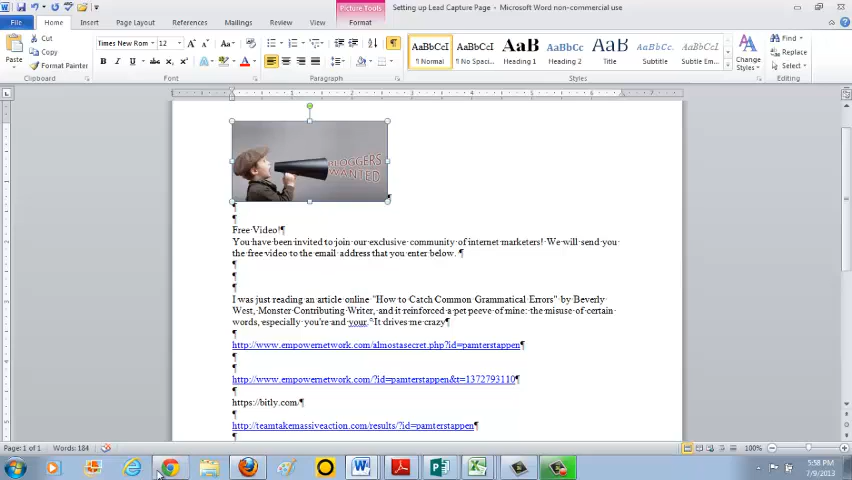 Picture Tools
Setting up Lead Capture Page - Microsoft Word non-commercial use
File Home Insert Page Layout References Mailings Review View Format
Paste
Cut
Copy
Format Painter
Clipboard
Times New Rom 12
Font
Paragraph
AaBbCcI AaBbCcI AaBb AaBbCc AaBb AaBbCc. AaBbCcI
¶ Normal ¶ No Spaci... Heading 1 Heading 2 Title Subtitle Subtle Em...
Styles
Change
Styles
Find
Replace
Select
Editing
BLOGGERS
WANTED
¶
¶
¶
Free·Video!¶
You·have·been·invited·to·join·our·exclusive·community·of·internet·marketers!··We·will·send·you·
the·free·video·to·the·email·address·that·you·enter·below.·¶
¶
¶
¶
I·was·just·reading·an·article·online·"How·to·Catch·Common·Grammatical·Errors"·by·Beverly·
West,·Monster·Contributing·Writer,·and·it·reinforced·a·pet·peeve·of·mine:·the·misuse·of·certain·
words,·especially·you're·and·your."·It·drives·me·crazy¶
¶
http://www.empowernetwork.com/almostasecret.php?id=pamterstappen¶
¶
¶
http://www.empowernetwork.com/?id=pamterstappen&t=1372793110¶
¶
https://bitly.com/¶
¶
http://teamtakemassiveaction.com/results/?id=pamterstappen¶
¶
Page: 1 of 1 Words: 184 100%
5:58 PM
7/9/2013